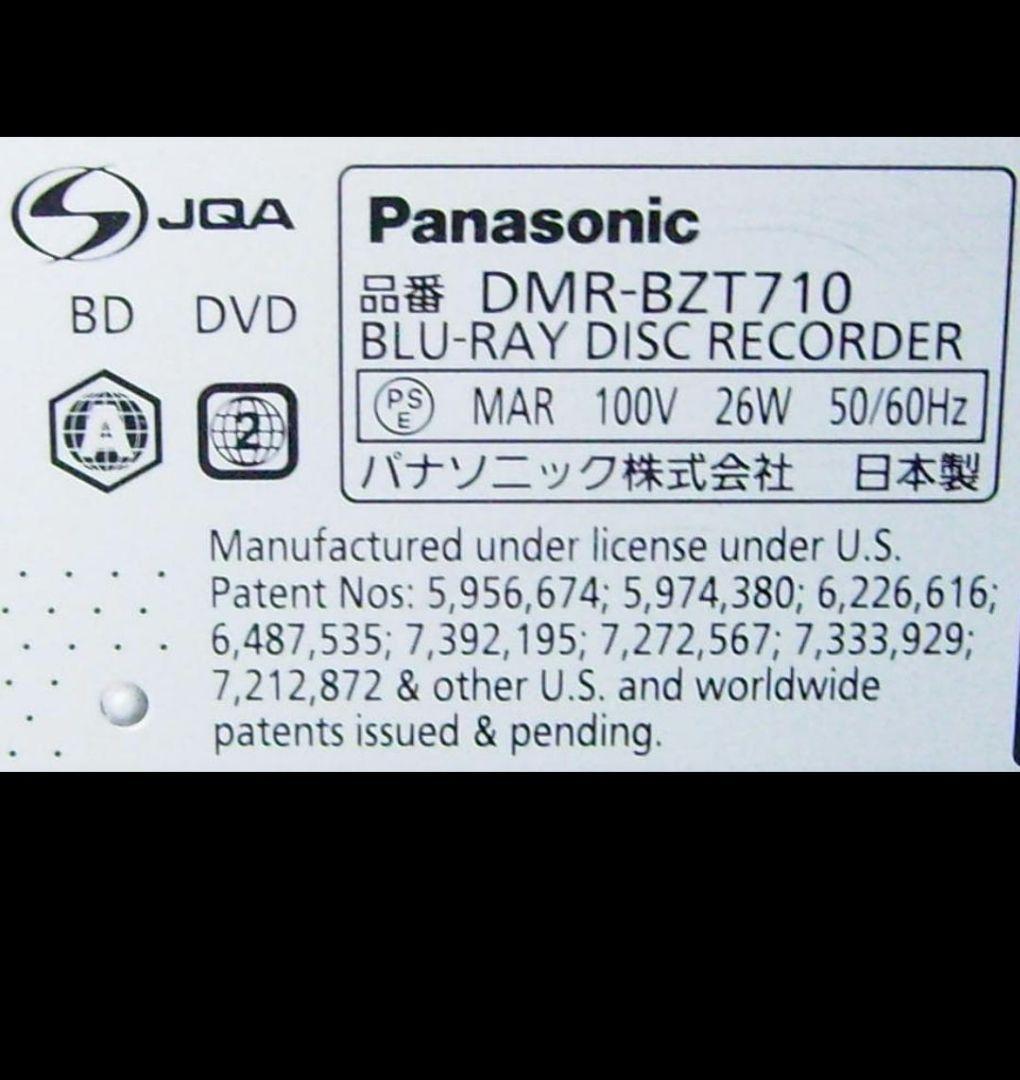 JQA
BD DVD
A 2
Panasonic
品番 DMR-BZT710
BLU-RAY DISC RECORDER
PSE MAR 100V 26W 50/60Hz
パナソニック株式会社 日本製
Manufactured under license under U.S.
Patent Nos: 5,956,674; 5,974,380; 6,226,616;
6,487,535; 7,392,195; 7,272,567; 7,333,929;
7,212,872 & other U.S. and worldwide
patents issued & pending.